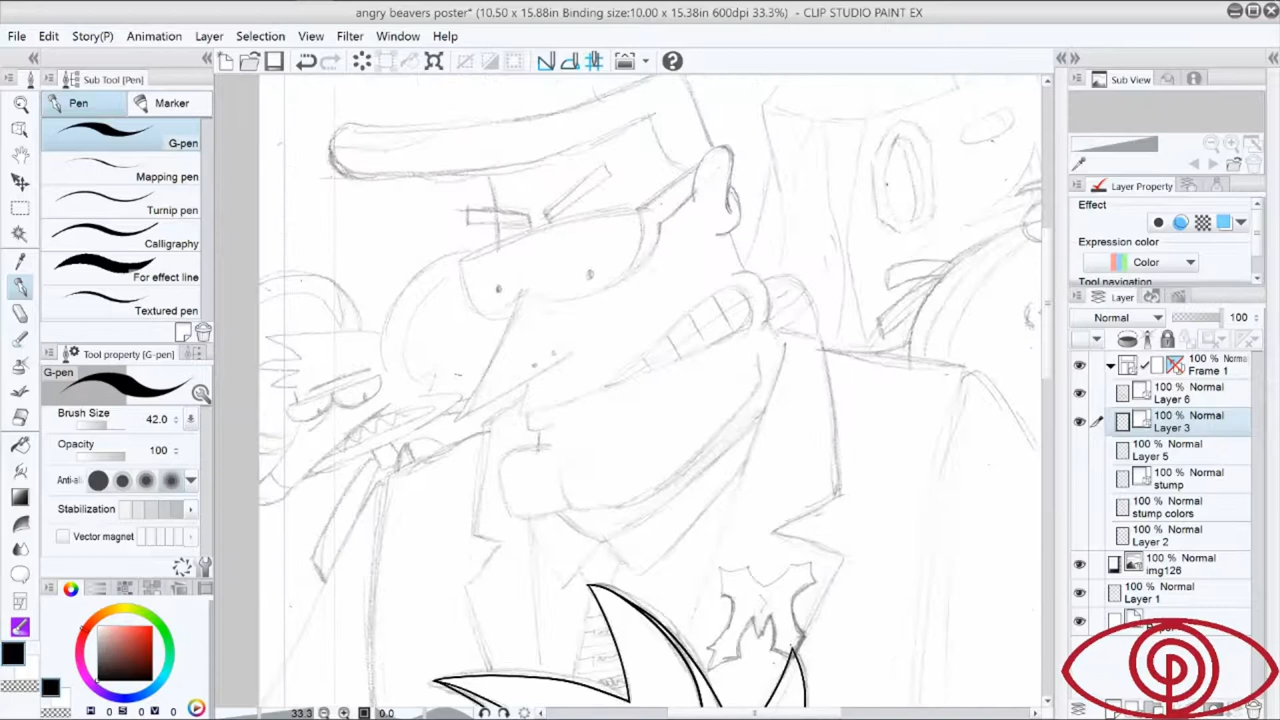 angry beavers poster* (10.50 x 15.88in Binding size:10.00 x 15.38in 600dpi 33.3%) - CLIP STUDIO PAINT EX
File Edit Story(P) Animation Layer Selection View Filter Window Help
Sub Tool [Pen]
Pen Marker
G-pen
Mapping pen
Turnip pen
Calligraphy
For effect line
Textured pen
Tool property [G-pen]
G-pen
Brush Size 42.0
Opacity 100
Anti-al
Stabilization
Vector magnet
H 0 S 0 V 0
33.3 0.0
Sub View
Layer Property
Effect
Expression color
Color
Tool navigation
Layer
Normal 100
100 % Norma
Frame 1
100 % Normal
Layer 6
100 % Normal
Layer 3
100 % Normal
Layer 5
100 % Normal
stump
100 % Normal
stump colors
100 % Normal
Layer 2
100 % Normal
img126
100 % Normal
Layer 1